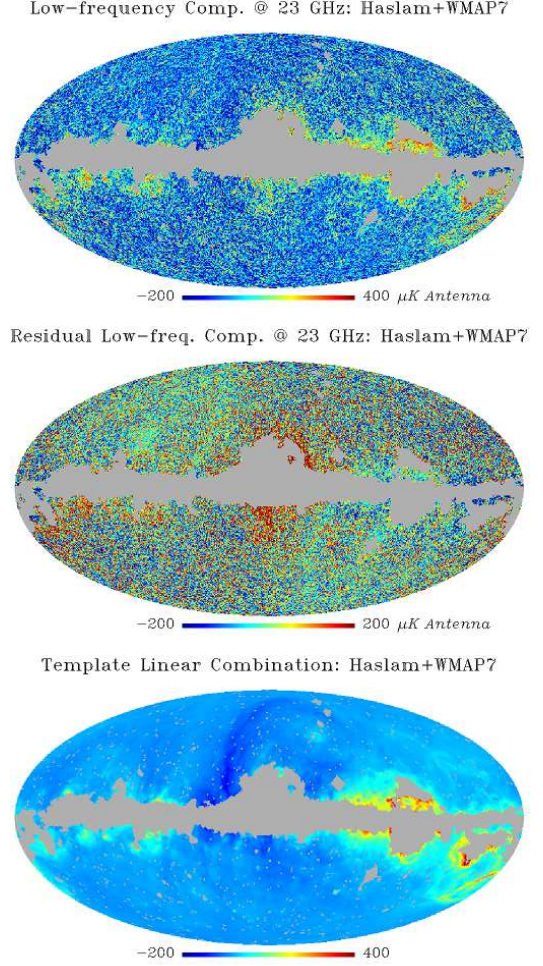 Low-frequency Comp. @ 23 GHz: Haslam+WMAP7
-200 400 μK Antenna
Residual Low-freq. Comp. @ 23 GHz: Haslam+WMAP7
-200 200 μK Antenna
Template Linear Combination: Haslam+WMAP7
-200 400